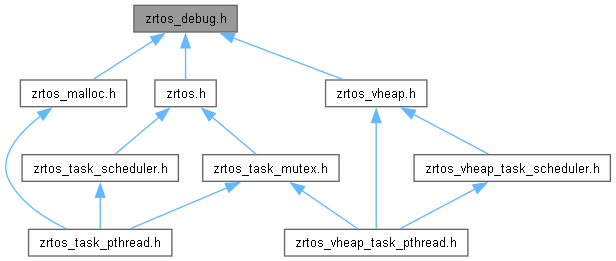 zrtos_debug.h
zrtos_malloc.h
zrtos.h
zrtos_vheap.h
zrtos_task_scheduler.h
zrtos_task_mutex.h
zrtos_vheap_task_scheduler.h
zrtos_task_pthread.h
zrtos_vheap_task_pthread.h